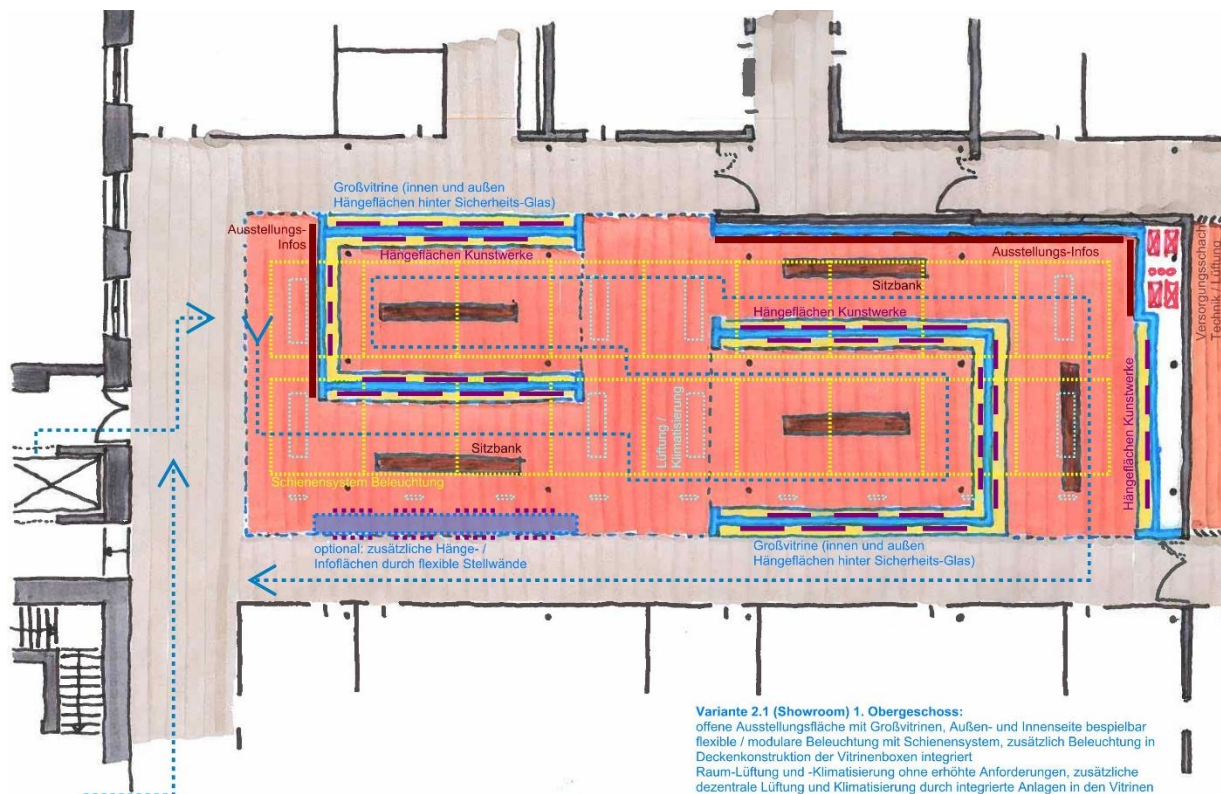 Großvitrine (innen und außen
Hängeflächen hinter Sicherheits-Glas)
Ausstellungs-
Infos
Hängeflächen Kunstwerke
Ausstellungs-Infos
Sitzbank
Hängeflächen Kunstwerke
Versorgungsschacht
Technik / Lüftung
Hängeflächen Kunstwerke
Lüftung /
Klimatisierung
Sitzbank
Schienensystem Beleuchtung
optional: zusätzliche Hänge- /
Infoflächen durch flexible Stellwände
Großvitrine (innen und außen
Hängeflächen hinter Sicherheits-Glas)
Variante 2.1 (Showroom) 1. Obergeschoss:
offene Ausstellungsfläche mit Großvitrinen, Außen- und Innenseite bespielbar
flexible / modulare Beleuchtung mit Schienensystem, zusätzlich Beleuchtung in
Deckenkonstruktion der Vitrinenboxen integriert
Raum-Lüftung und -Klimatisierung ohne erhöhte Anforderungen, zusätzliche
dezentrale Lüftung und Klimatisierung durch integrierte Anlagen in den Vitrinen